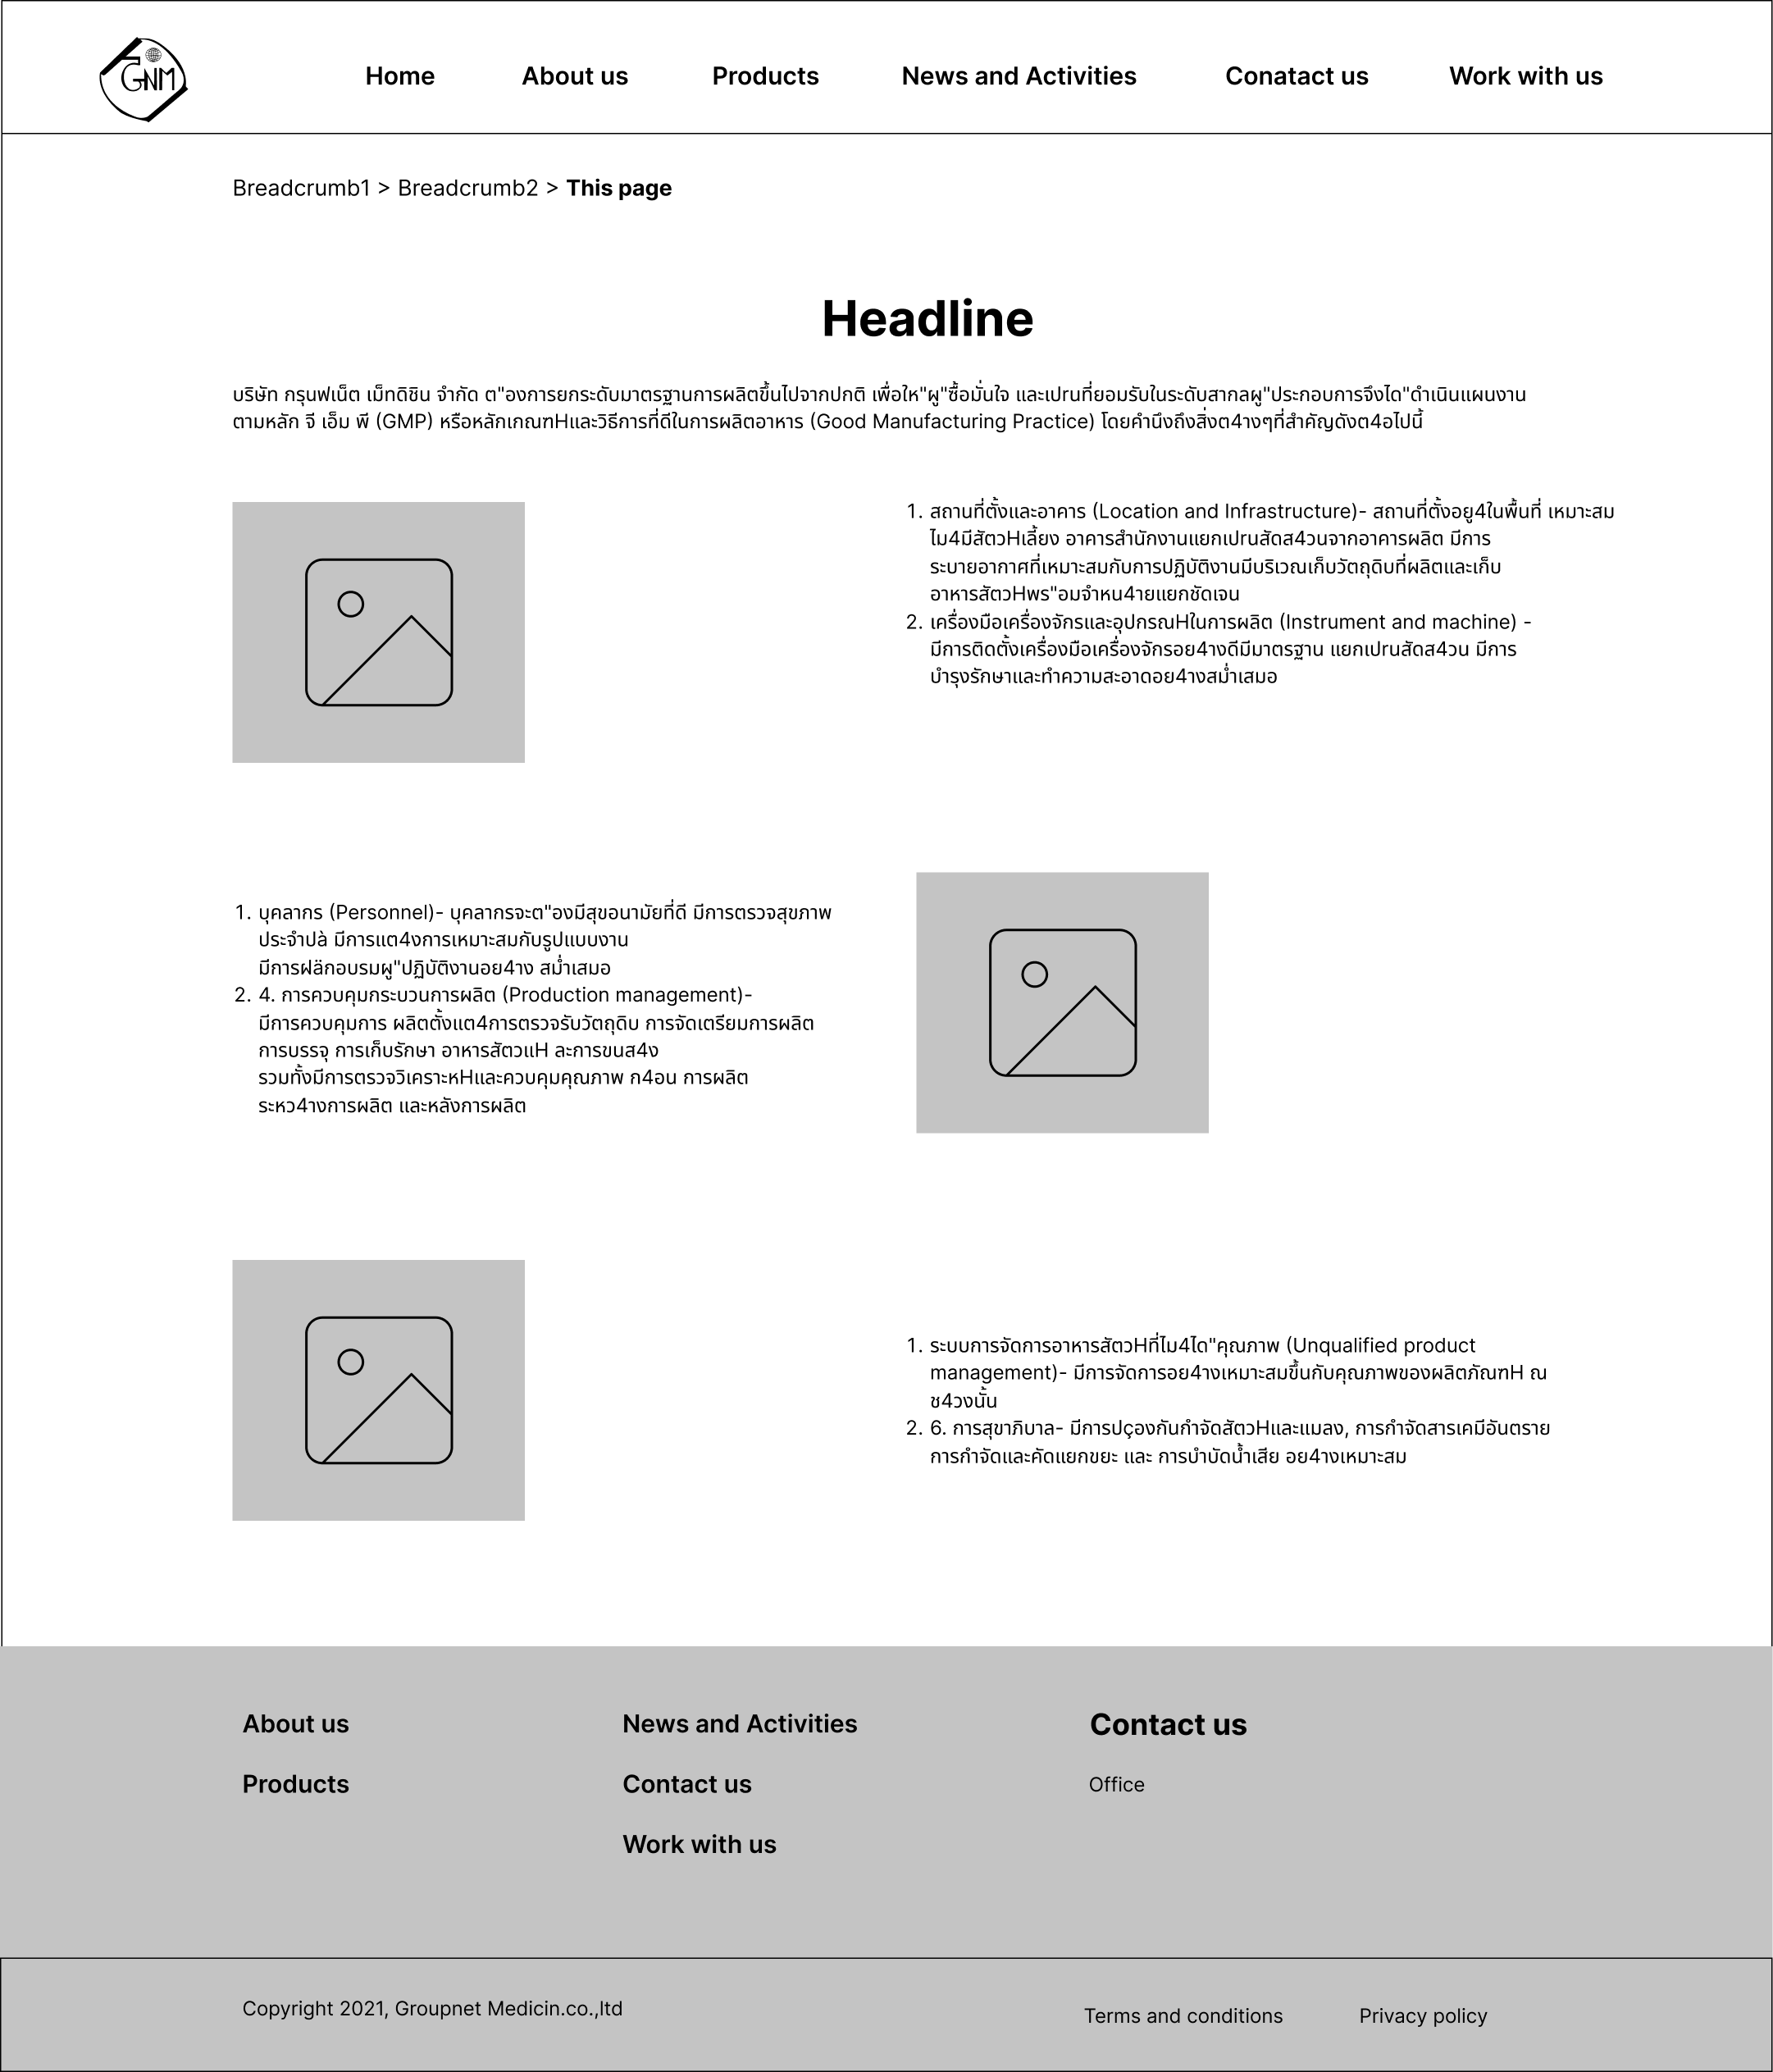 GNM
Home About us Products News and Activities Conatact us Work with us
Breadcrumb1 > Breadcrumb2 > This page
Headline
บริษัท กรุนฟเน็ต เม็ทดิชิน จำกัด ต"องการยกระดับมาตรฐานการผลิตขึ้นไปจากปกติ เพื่อให"ผู"ซื้อมั่นใจ และเปrนที่ยอมรับในระดับสากลผู"ประกอบการจึงได"ดำเนินแผนงาน
ตามหลัก จี เอ็ม พี (GMP) หรือหลักเกณฑHและวิธีการที่ดีในการผลิตอาหาร (Good Manufacturing Practice) โดยคำนึงถึงสิ่งต4างๆที่สำคัญดังต4อไปนี้
1. สถานที่ตั้งและอาคาร (Location and Infrastructure)- สถานที่ตั้งอยู4ในพื้นที่ เหมาะสม
ไม4มีสัตวHเลี้ยง อาคารสำนักงานแยกเปrนสัดส4วนจากอาคารผลิต มีการ
ระบายอากาศที่เหมาะสมกับการปฏิบัติงานมีบริเวณเก็บวัตถุดิบที่ผลิตและเก็บ
อาหารสัตวHพร"อมจำหน4ายแยกชัดเจน
2. เครื่องมือเครื่องจักรและอุปกรณHในการผลิต (Instrument and machine) -
มีการติดตั้งเครื่องมือเครื่องจักรอย4างดีมีมาตรฐาน แยกเปrนสัดส4วน มีการ
บำรุงรักษาและทำความสะอาดอย4างสม่ำเสมอ
1. บุคลากร (Personnel)- บุคลากรจะต"องมีสุขอนามัยที่ดี มีการตรวจสุขภาพ
ประจำปà มีการแต4งการเหมาะสมกับรูปแบบงาน
มีการฝäกอบรมผู"ปฏิบัติงานอย4าง สม่ำเสมอ
2. 4. การควบคุมกระบวนการผลิต (Production management)-
มีการควบคุมการ ผลิตตั้งแต4การตรวจรับวัตถุดิบ การจัดเตรียมการผลิต
การบรรจุ การเก็บรักษา อาหารสัตวแH ละการขนส4ง
รวมทั้งมีการตรวจวิเคราะหHและควบคุมคุณภาพ ก4อน การผลิต
ระหว4างการผลิต และหลังการผลิต
1. ระบบการจัดการอาหารสัตวHที่ไม4ได"คุณภาพ (Unqualified product
management)- มีการจัดการอย4างเหมาะสมขึ้นกับคุณภาพของผลิตภัณฑH ณ
ช4วงนั้น
2. 6. การสุขาภิบาล- มีการปçองกันกำจัดสัตวHและแมลง, การกำจัดสารเคมีอันตราย
การกำจัดและคัดแยกขยะ และ การบำบัดน้ำเสีย อย4างเหมาะสม
About us
Products
News and Activities
Contact us
Work with us
Contact us
Office
Copyright 2021, Groupnet Medicin.co.,ltd
Terms and conditions Privacy policy